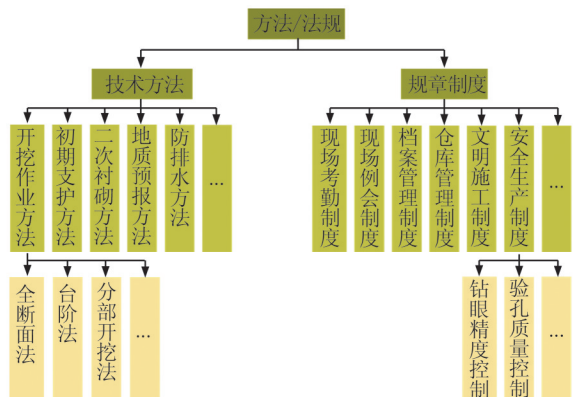 方法/法规
技术方法
规章制度
开挖作业方法
初期支护方法
二次衬砌方法
地质预报方法
防排水方法
...
现场考勤制度
现场例会制度
档案管理制度
仓库管理制度
文明施工制度
安全生产制度
...
全断面法
台阶法
分部开挖法
...
钻眼精度控制
验孔质量控制
...